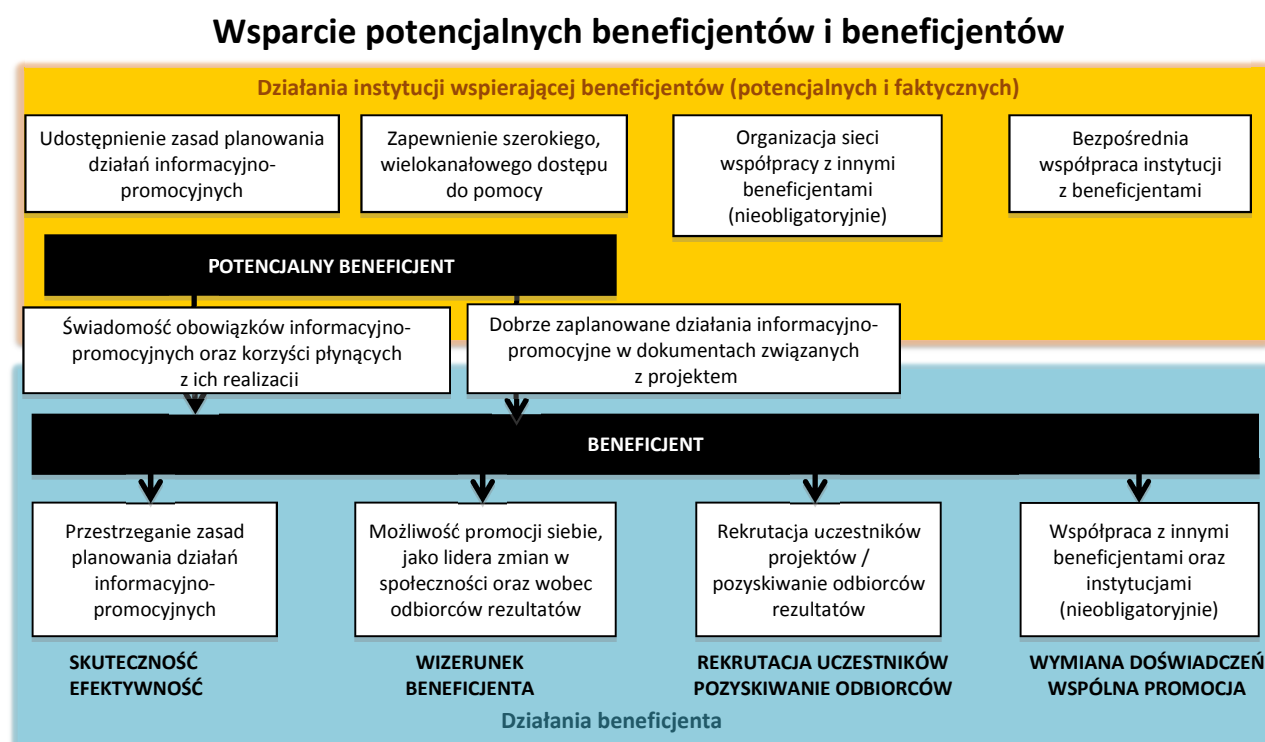 Wsparcie potencjalnych beneficjentów i beneficjentów
Działania instytucji wspierającej beneficjentów (potencjalnych i faktycznych)
Udostępnienie zasad planowania
działań informacyjno-
promocyjnych
Zapewnienie szerokiego,
wielokanałowego dostępu
do pomocy
Organizacja sieci
współpracy z innymi
beneficjentami
(nieobligatoryjnie)
Bezpośrednia
współpraca instytucji
z beneficjentami
POTENCJALNY BENEFICJENT
Świadomość obowiązków informacyjno-
promocyjnych oraz korzyści płynących
z ich realizacji
Dobrze zaplanowane działania informacyjno-
promocyjne w dokumentach związanych
z projektem
BENEFICJENT
Przestrzeganie zasad
planowania działań
informacyjno-
promocyjnych
Możliwość promocji siebie,
jako lidera zmian w
społeczności oraz wobec
odbiorców rezultatów
Rekrutacja uczestników
projektów /
pozyskiwanie odbiorców
rezultatów
Współpraca z innymi
beneficjentami oraz
instytucjami
(nieobligatoryjnie)
SKUTECZNOŚĆ
EFEKTYWNOŚĆ
WIZERUNEK
BENEFICJENTA
REKRUTACJA UCZESTNIKÓW
POZYSKIWANIE ODBIORCÓW
WYMIANA DOŚWIADCZEŃ
WSPÓLNA PROMOCJA
Działania beneficjenta